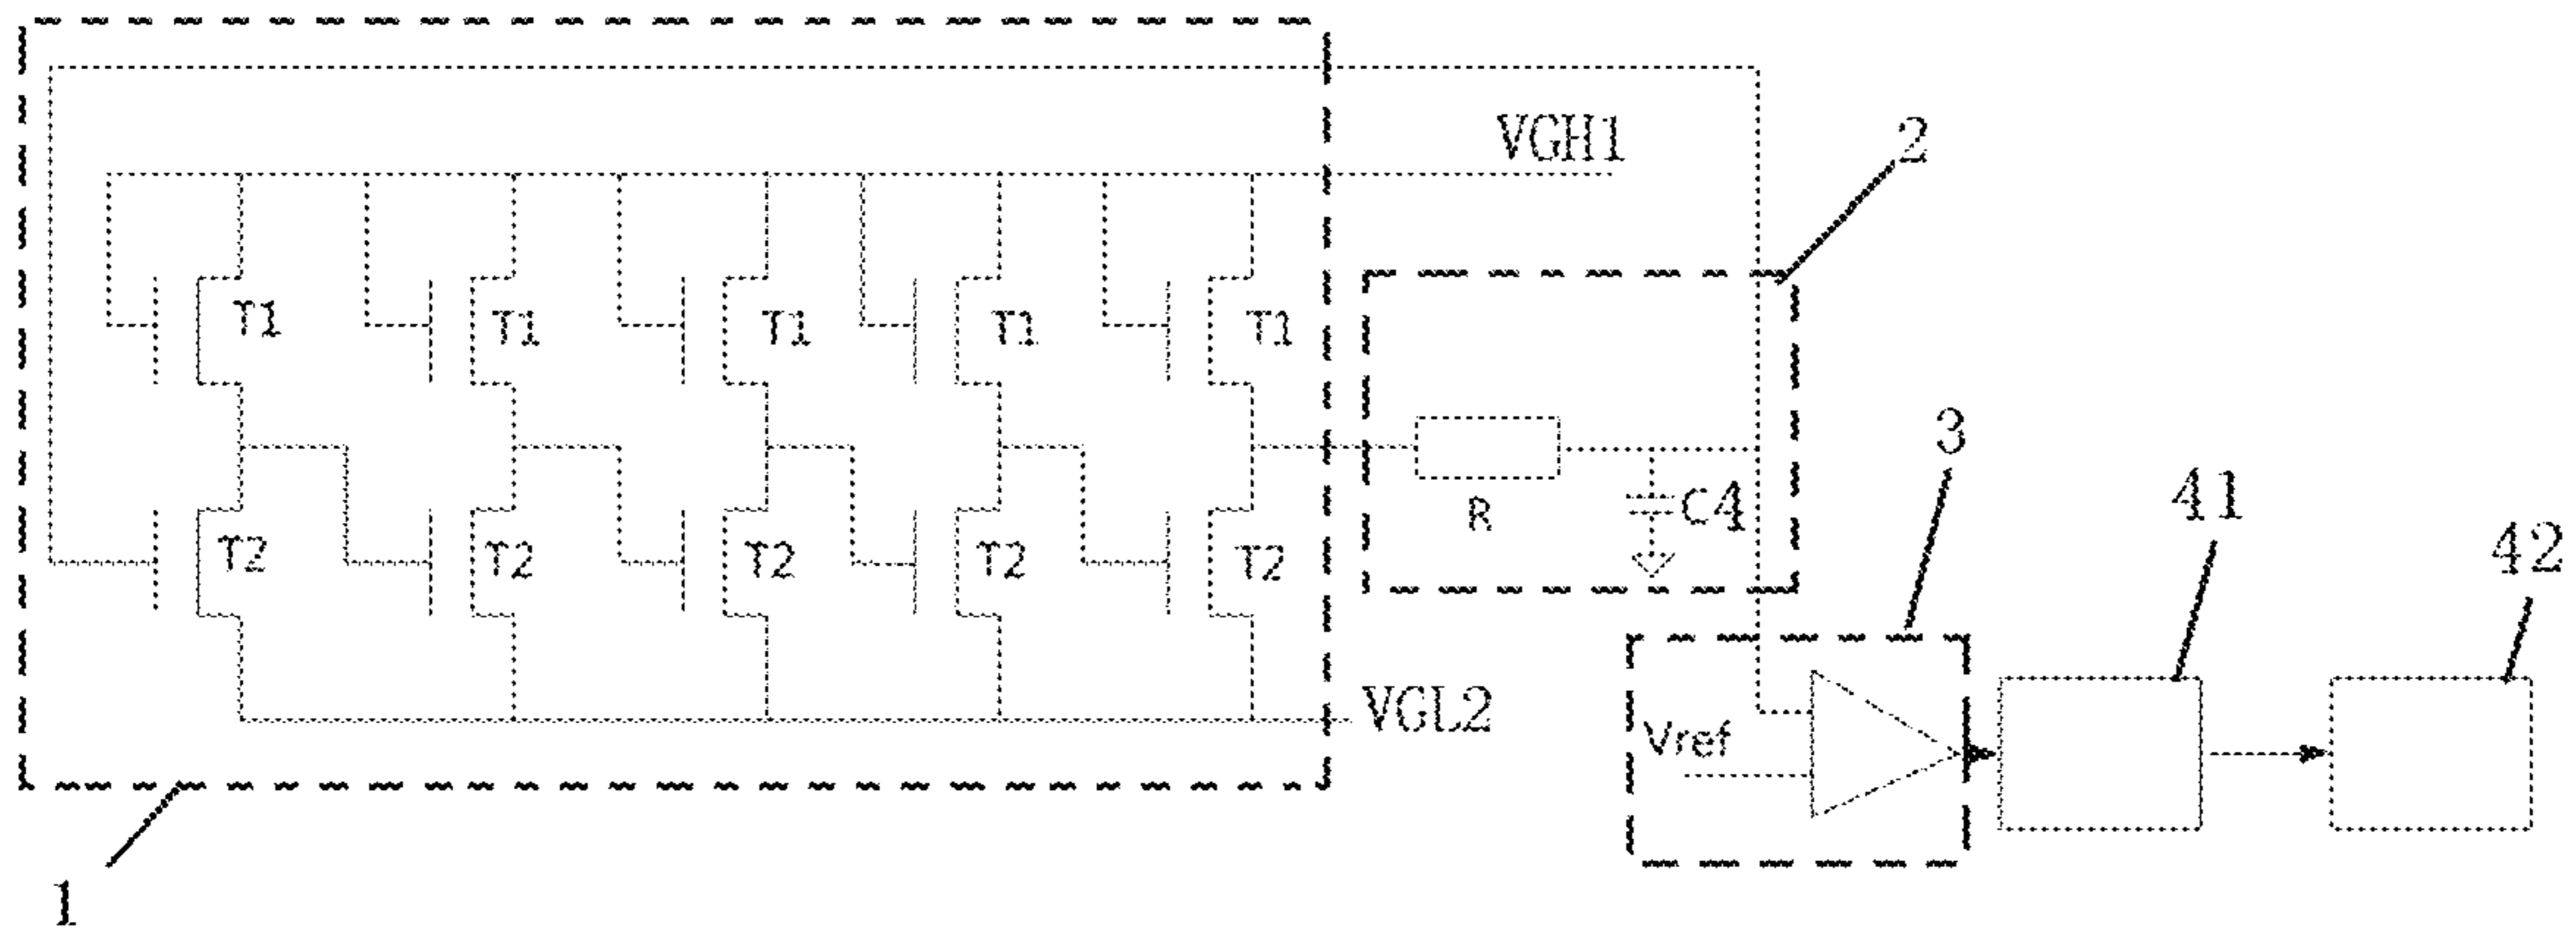 VGH1
2
T1 T1 T1 T1 T1
3
R C4 41
42
T2 T2 T2 T2 T2
VGL2
Vref
1